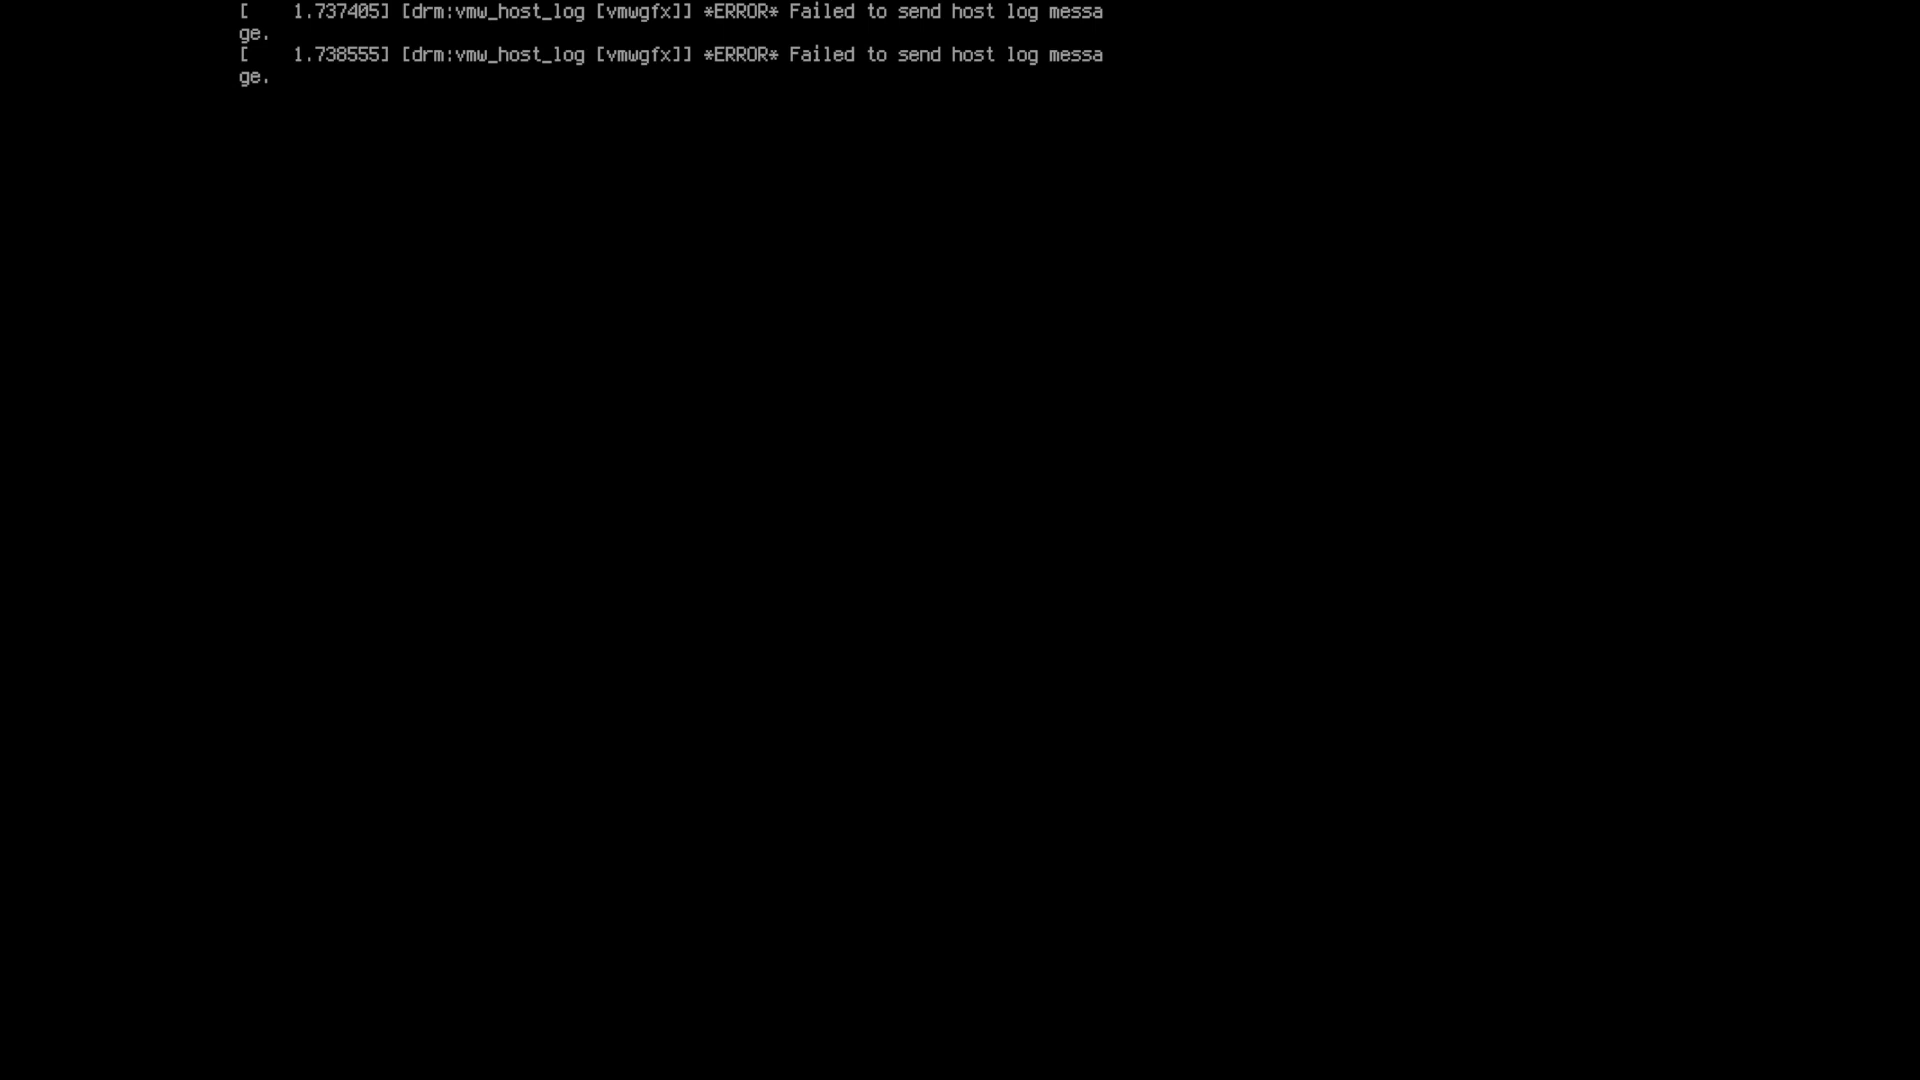 [    1.737405] [drm:vmw_host_log [vmwgfx]] *ERROR* Failed to send host log messa
ge.
[    1.738555] [drm:vmw_host_log [vmwgfx]] *ERROR* Failed to send host log messa
ge.